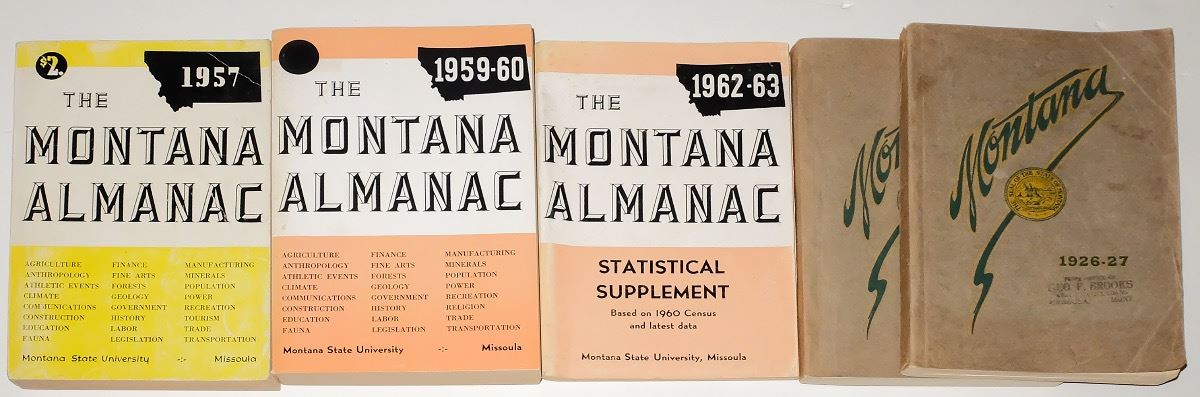 $2.
1957
THE
MONTANA
ALMANAC
AGRICULTURE FINANCE MANUFACTURING
ANTHROPOLOGY FINE ARTS MINERALS
ATHLETIC EVENTS FORESTS POPULATION
CLIMATE GEOLOGY POWER
COMMUNICATIONS GOVERNMENT RECREATION
CONSTRUCTION HISTORY TOURISM
EDUCATION LABOR TRADE
FAUNA LEGISLATION TRANSPORTATION
Montana State University -:- Missoula
1959-60
THE
MONTANA
ALMANAC
AGRICULTURE FINANCE MANUFACTURING
ANTHROPOLOGY FINE ARTS MINERALS
ATHLETIC EVENTS FORESTS POPULATION
CLIMATE GEOLOGY POWER
COMMUNICATIONS GOVERNMENT RECREATION
CONSTRUCTION HISTORY RELIGION
EDUCATION LABOR TRADE
FAUNA LEGISLATION TRANSPORTATION
Montana State University -:- Missoula
1962-63
THE
MONTANA
ALMANAC
STATISTICAL
SUPPLEMENT
Based on 1960 Census
and latest data
Montana State University, Missoula
Mon
Montana
1926-27
GEO. F. BROOKS
MONT